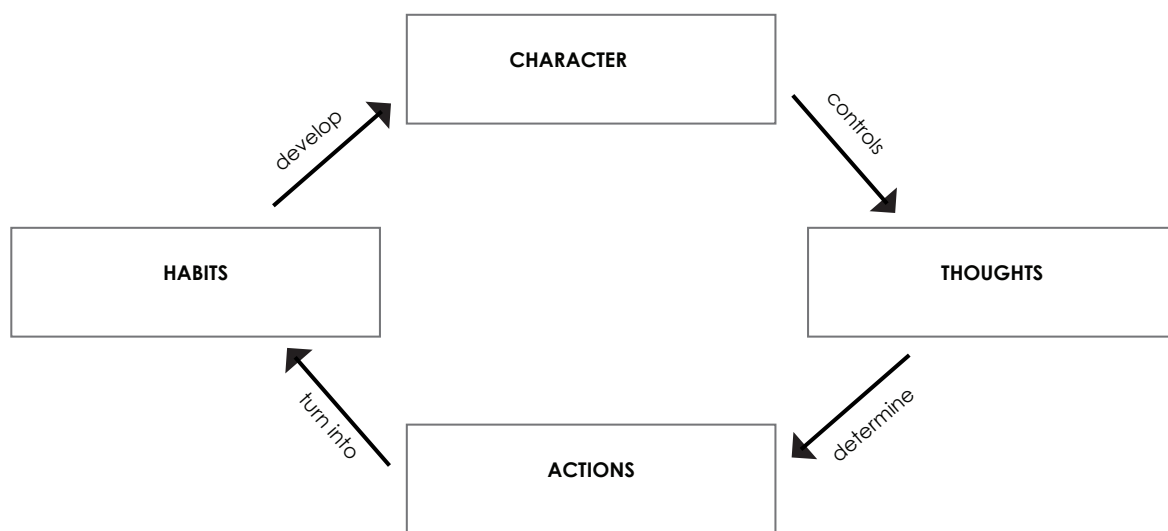 CHARACTER
controls
THOUGHTS
determine
ACTIONS
turn into
HABITS
develop